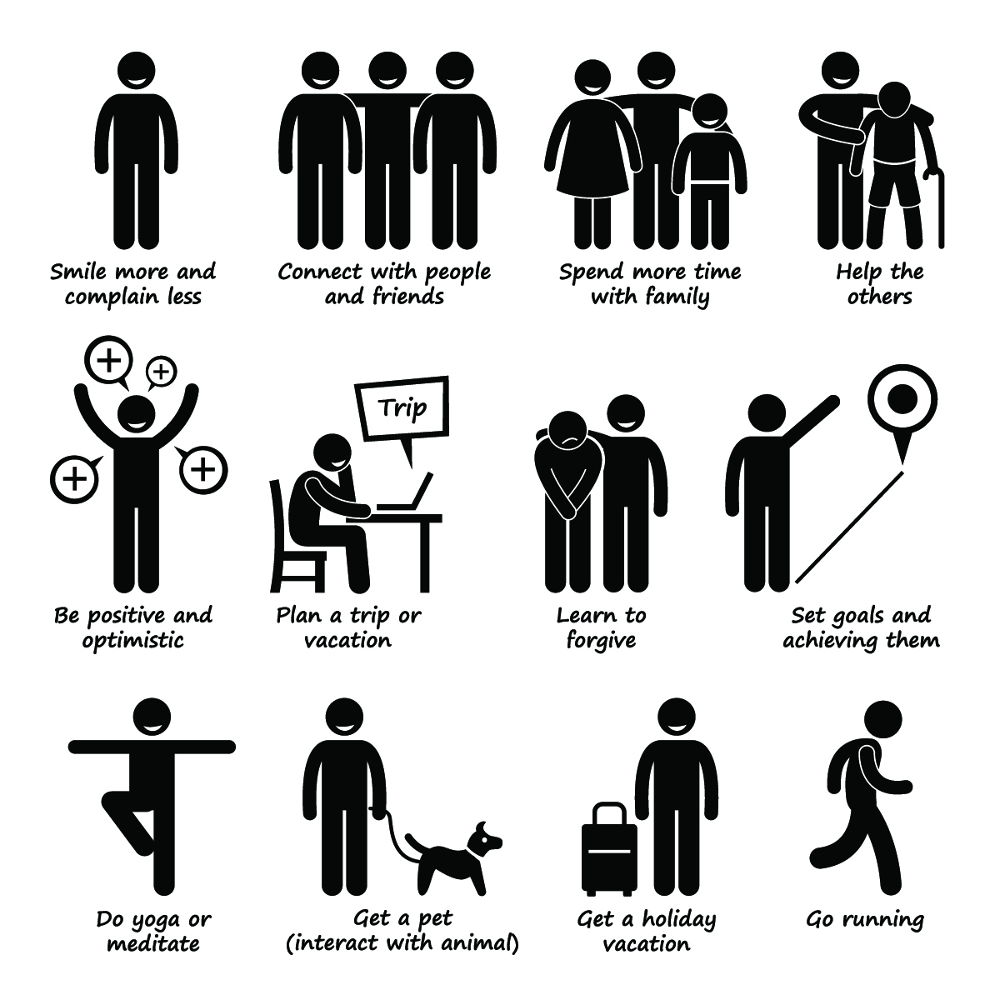 Smile more and
complain less
Connect with people
and friends
Spend more time
with family
Help the
others
Trip
Be positive and
optimistic
Plan a trip or
vacation
Learn to
forgive
Set goals and
achieving them
Do yoga or
meditate
Get a pet
(interact with animal)
Get a holiday
vacation
Go running